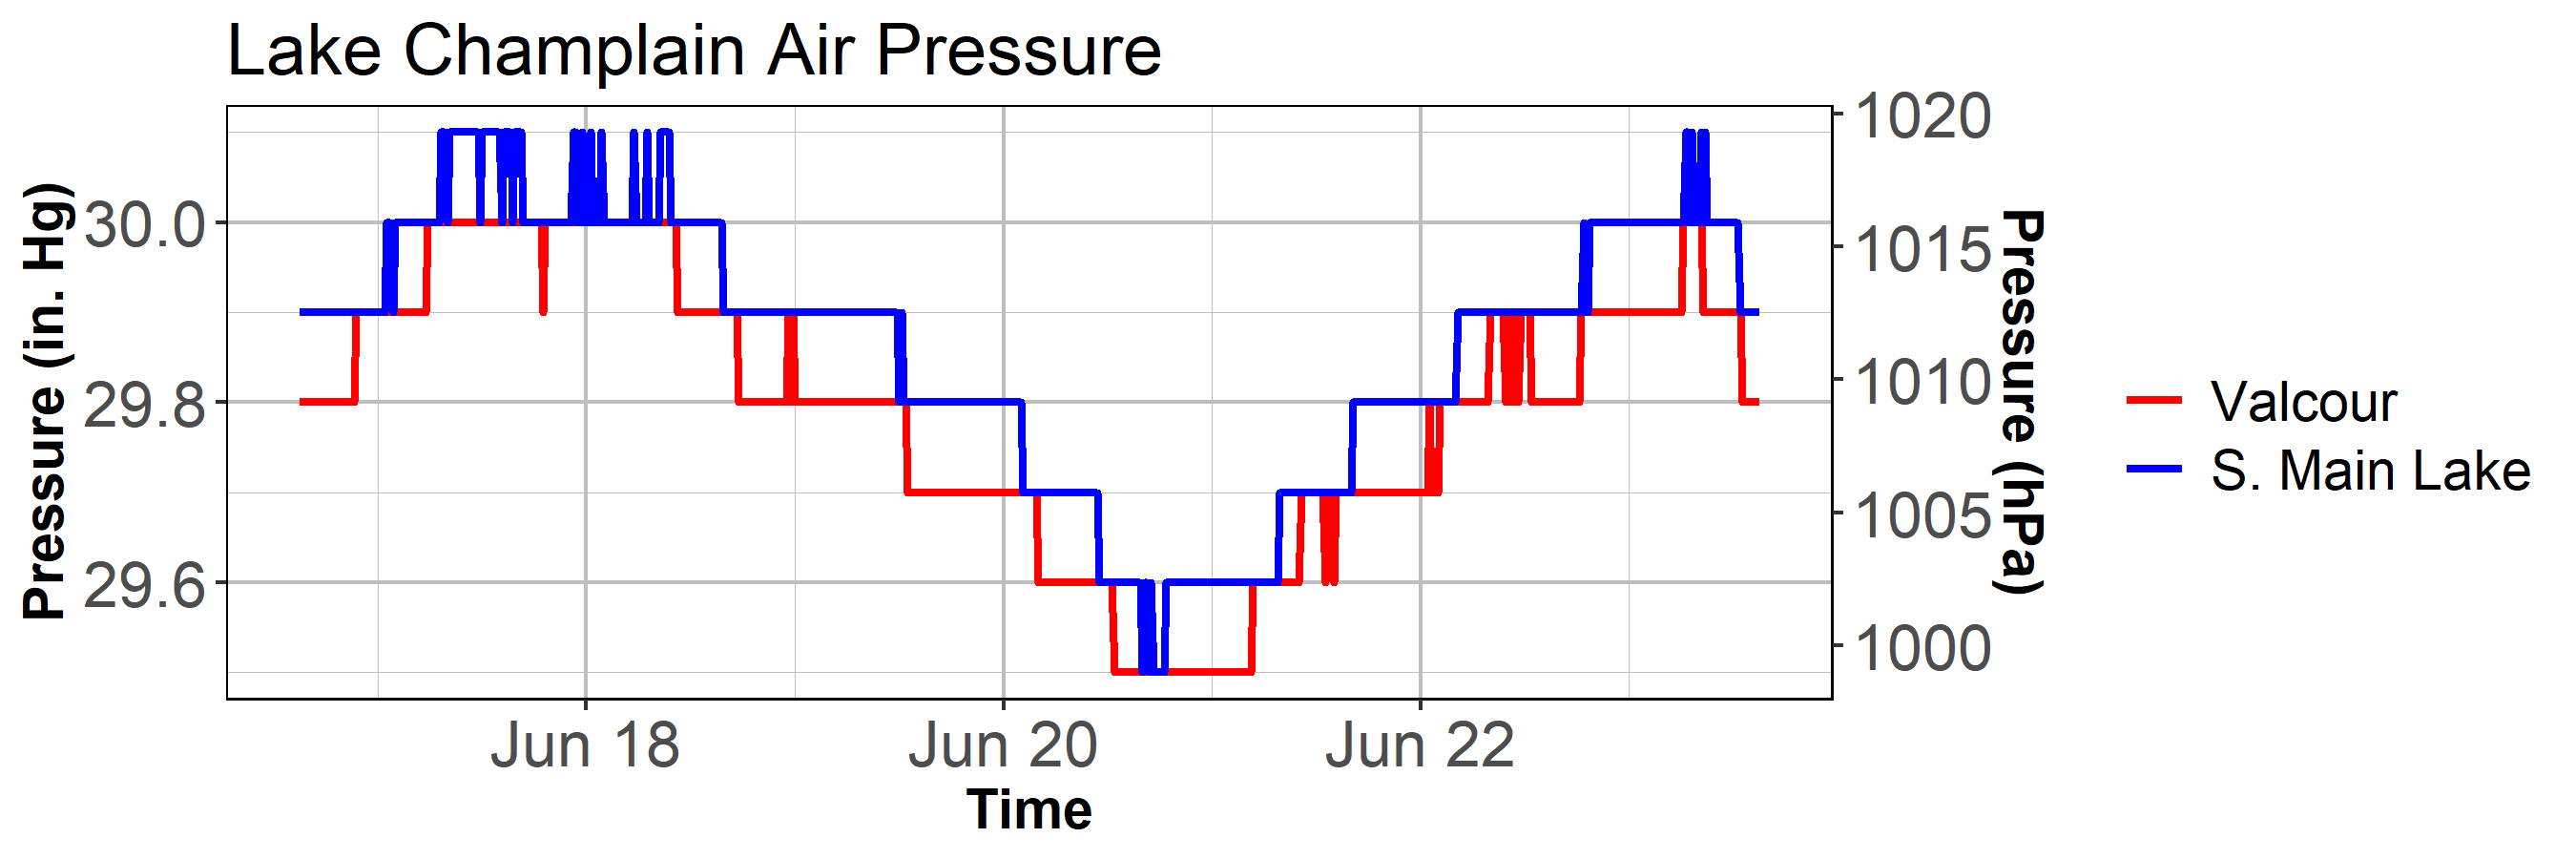 Lake Champlain Air Pressure
Pressure (in. Hg)
30.0
29.8
29.6
1020
1015
1010
1005
1000
Pressure (hPa)
Jun 18
Jun 20
Jun 22
Time
Valcour
S. Main Lake